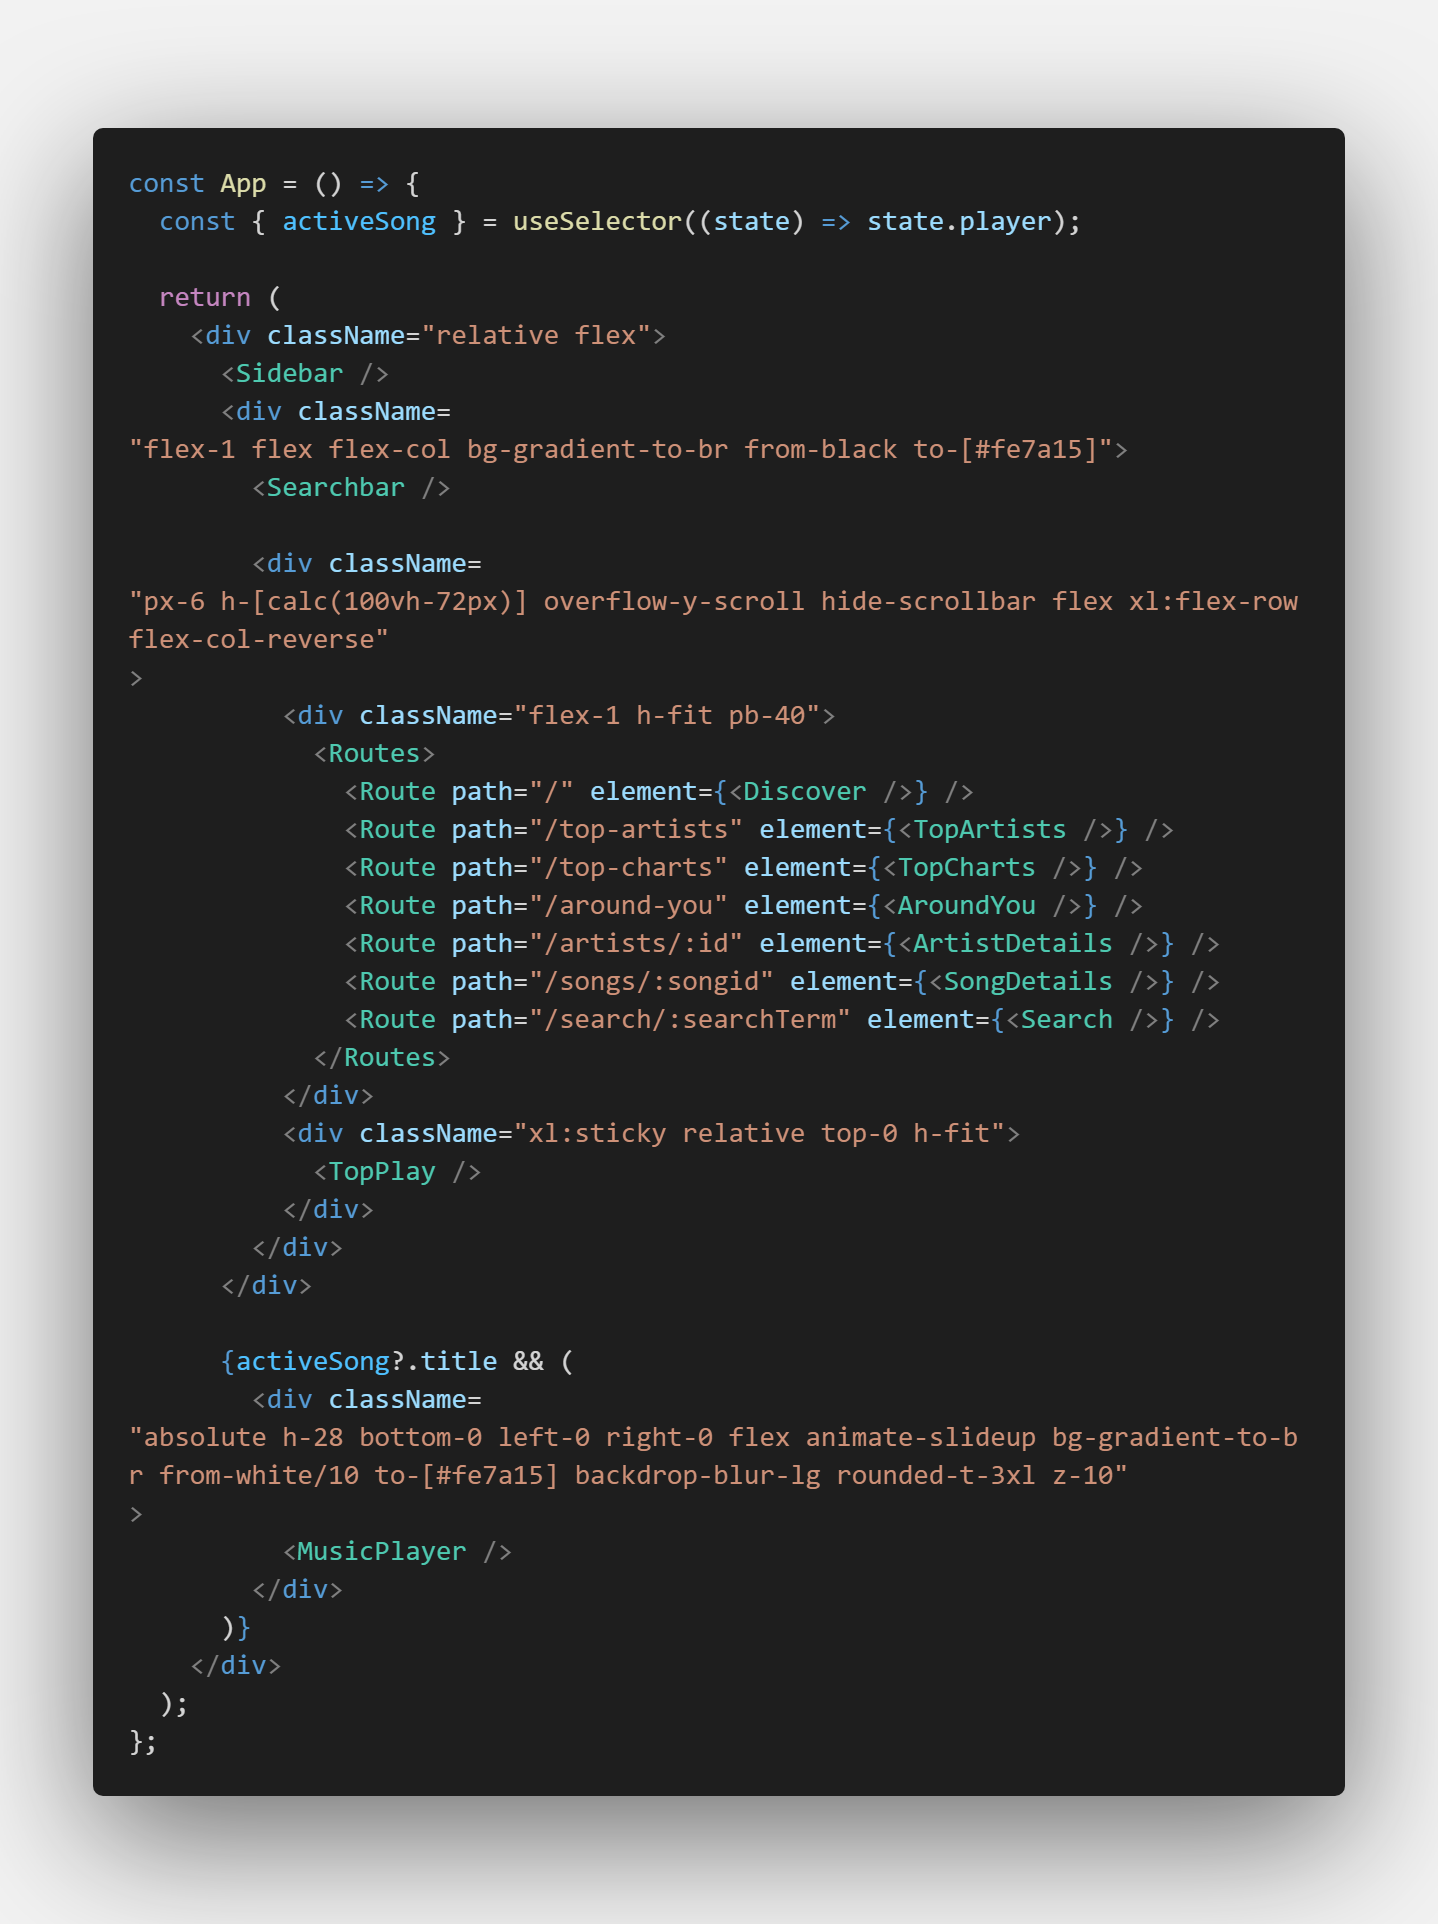 const App = () => {
  const { activeSong } = useSelector((state) => state.player);

  return (
    <div className="relative flex">
      <Sidebar />
      <div className=
"flex-1 flex flex-col bg-gradient-to-br from-black to-[#fe7a15]">
        <Searchbar />

        <div className=
"px-6 h-[calc(100vh-72px)] overflow-y-scroll hide-scrollbar flex xl:flex-row
flex-col-reverse"
>
          <div className="flex-1 h-fit pb-40">
            <Routes>
              <Route path="/" element={<Discover />} />
              <Route path="/top-artists" element={<TopArtists />} />
              <Route path="/top-charts" element={<TopCharts />} />
              <Route path="/around-you" element={<AroundYou />} />
              <Route path="/artists/:id" element={<ArtistDetails />} />
              <Route path="/songs/:songid" element={<SongDetails />} />
              <Route path="/search/:searchTerm" element={<Search />} />
            </Routes>
          </div>
          <div className="xl:sticky relative top-0 h-fit">
            <TopPlay />
          </div>
        </div>
      </div>

      {activeSong?.title && (
        <div className=
"absolute h-28 bottom-0 left-0 right-0 flex animate-slideup bg-gradient-to-b
r from-white/10 to-[#fe7a15] backdrop-blur-lg rounded-t-3xl z-10"
>
          <MusicPlayer />
        </div>
      )}
    </div>
  );
};